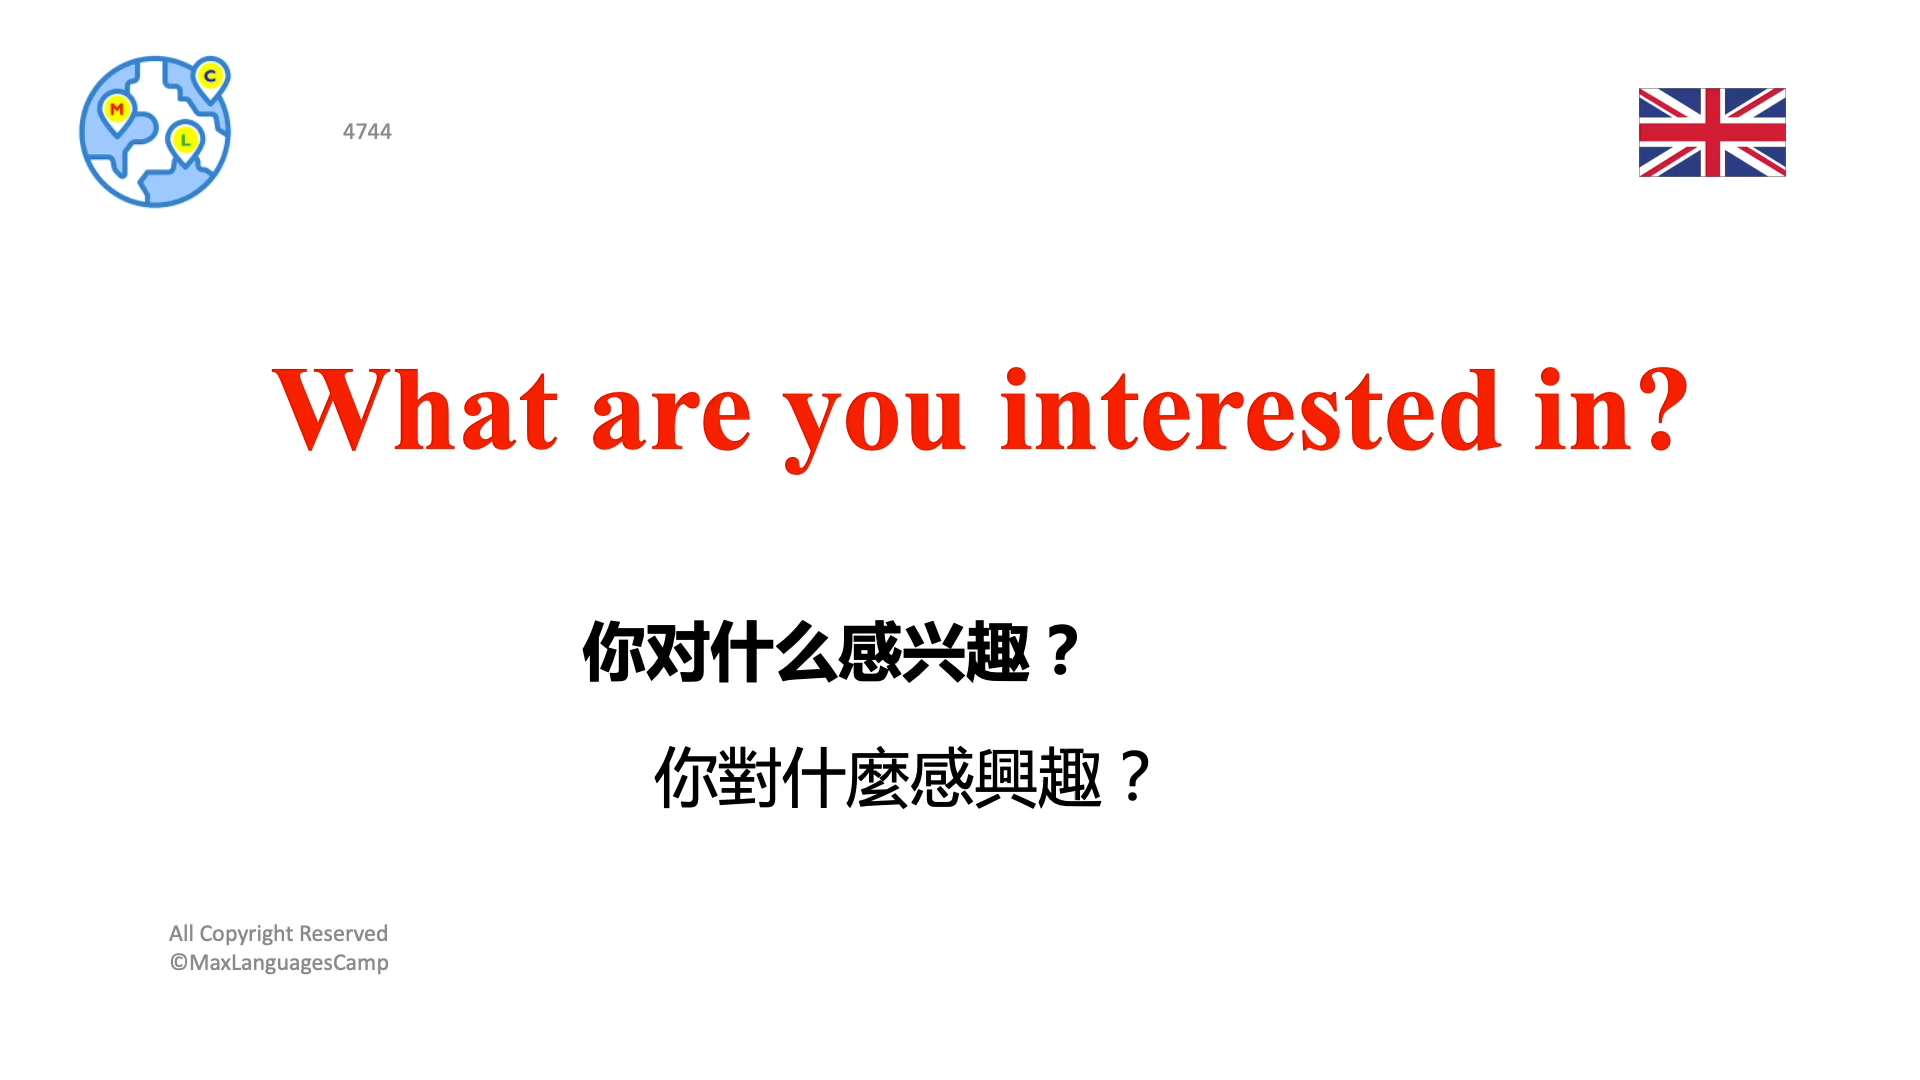 C
M
L
4744
What are you interested in?
你对什么感兴趣？
你對什麼感興趣？
All Copyright Reserved
©MaxLanguagesCamp